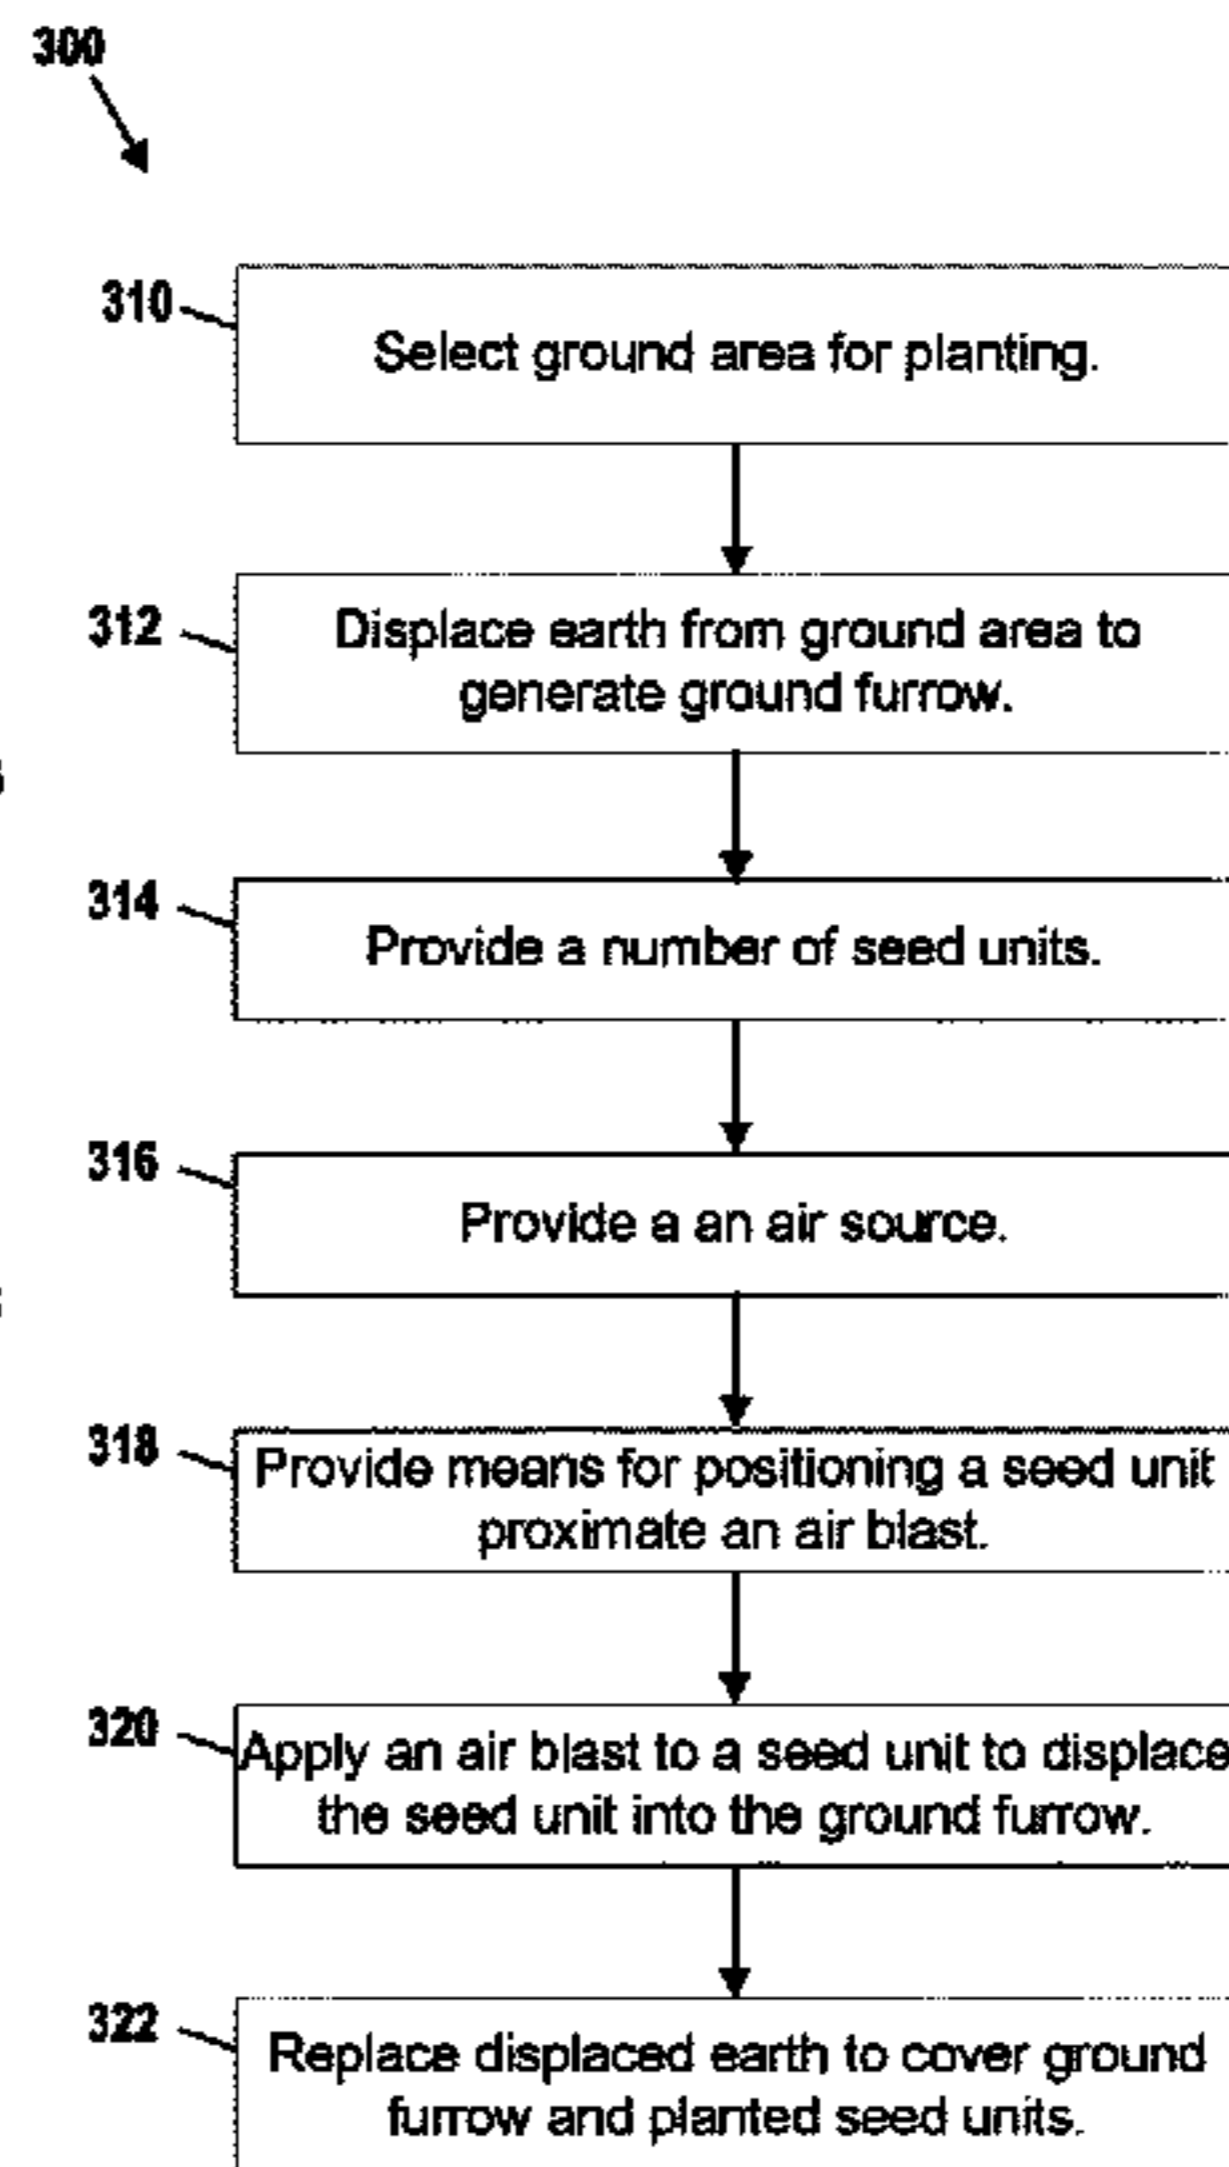 300
310
Select ground area for planting.
312
Displace earth from ground area to
generate ground furrow.
314
Provide a number of seed units.
316
Provide a an air source.
318
Provide means for positioning a seed unit
proximate an air blast.
320
Apply an air blast to a seed unit to displace
the seed unit into the ground furrow.
322
Replace displaced earth to cover ground
furrow and planted seed units.